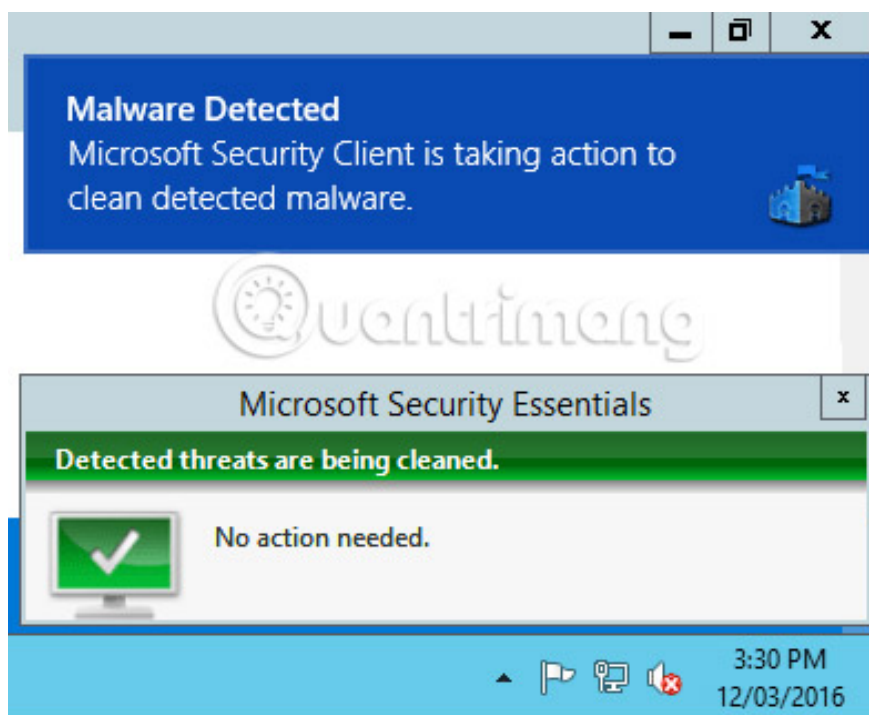 Malware Detected
Microsoft Security Client is taking action to
clean detected malware.
Quantrimang
Microsoft Security Essentials
x
Detected threats are being cleaned.
No action needed.
3:30 PM
12/03/2016